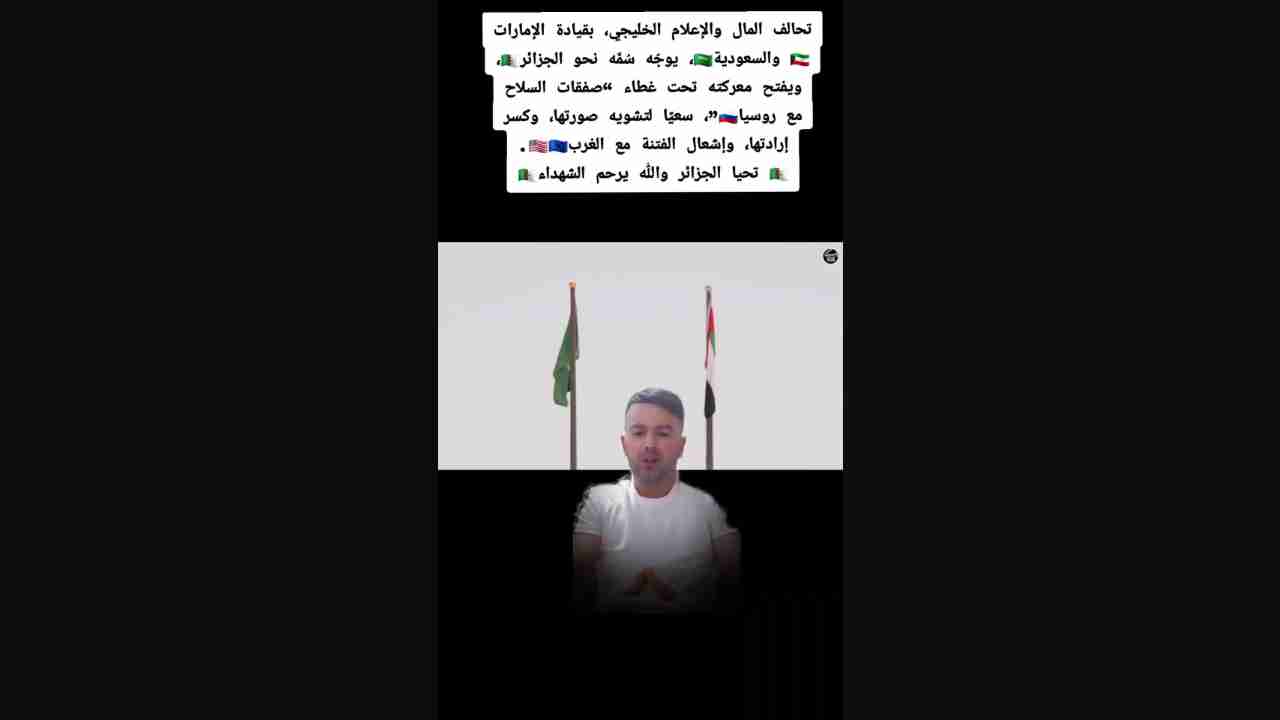 تحالف المال والإعلام الخليجي، بقيادة الإمارات
🇰🇼 والسعودية🇸🇦، يوجّه سُمَّه نحو الجزائر🇩🇿،
ويفتح معركته تحت غطاء “صفقات السلاح
مع روسيا🇷🇺”، سعيًا لتشويه صورتها، وكسر
إرادتها، وإشعال الفتنة مع الغرب🇪🇺🇺🇸.
🇩🇿 تحيا الجزائر والله يرحم الشهداء🇩🇿